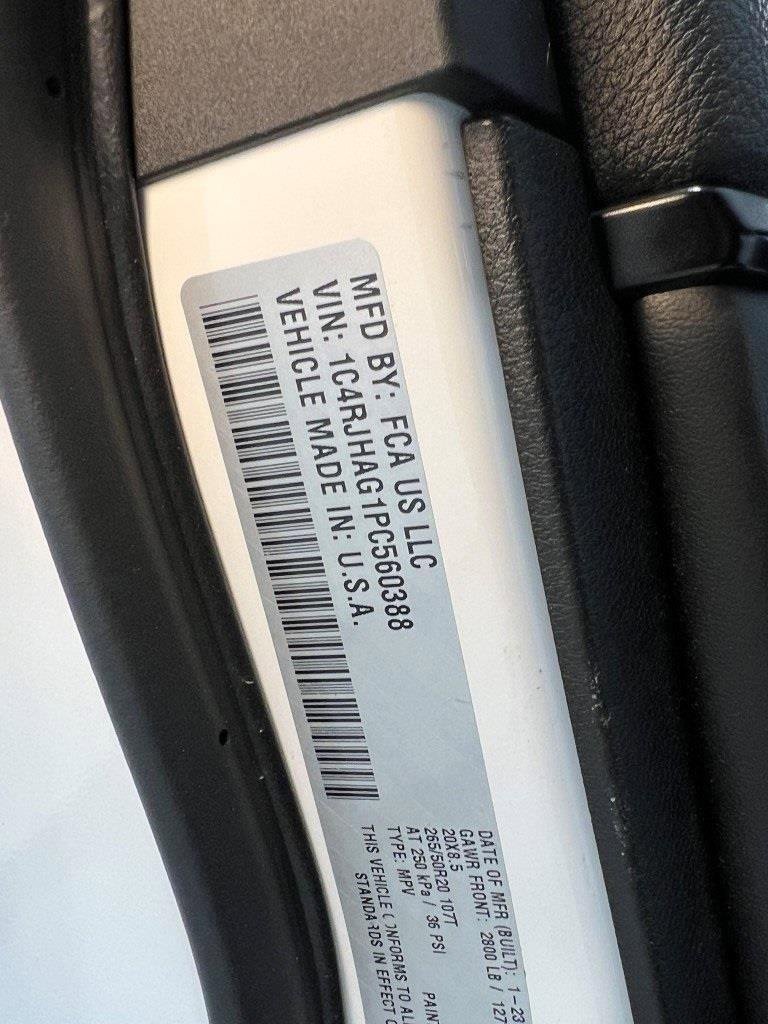 MFD BY: FCA US LLC
VIN: 1C4RJHAG1PC560388
VEHICLE MADE IN: U.S.A.
DATE OF MFR (BUILT): 1-23
GAWR FRONT: 2800 LB / 127
20X8.5
265/50R20 107T
AT 250 kPa / 36 PSI
TYPE: MPV PAINT
THIS VEHICLE CONFORMS TO AL
STANDARDS IN EFFECT